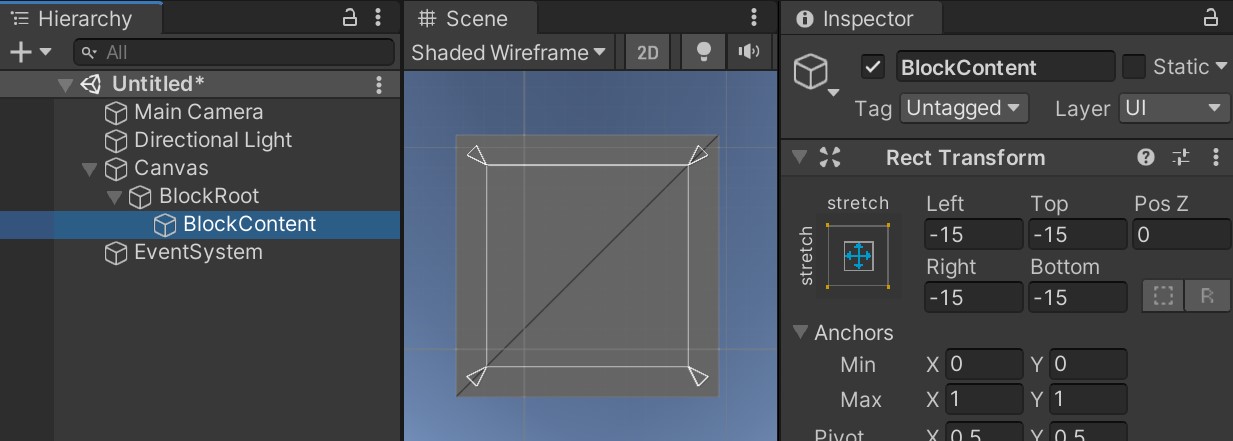 Hierarchy
All
Untitled*
Main Camera
Directional Light
Canvas
BlockRoot
BlockContent
EventSystem
Scene
Shaded Wireframe
2D
Inspector
BlockContent
Static
Tag Untagged Layer UI
Rect Transform
stretch
stretch
Left Top Pos Z
-15 -15 0
Right Bottom
-15 -15
R
Anchors
Min X 0 Y 0
Max X 1 Y 1
Pivot X 0.5 Y 0.5